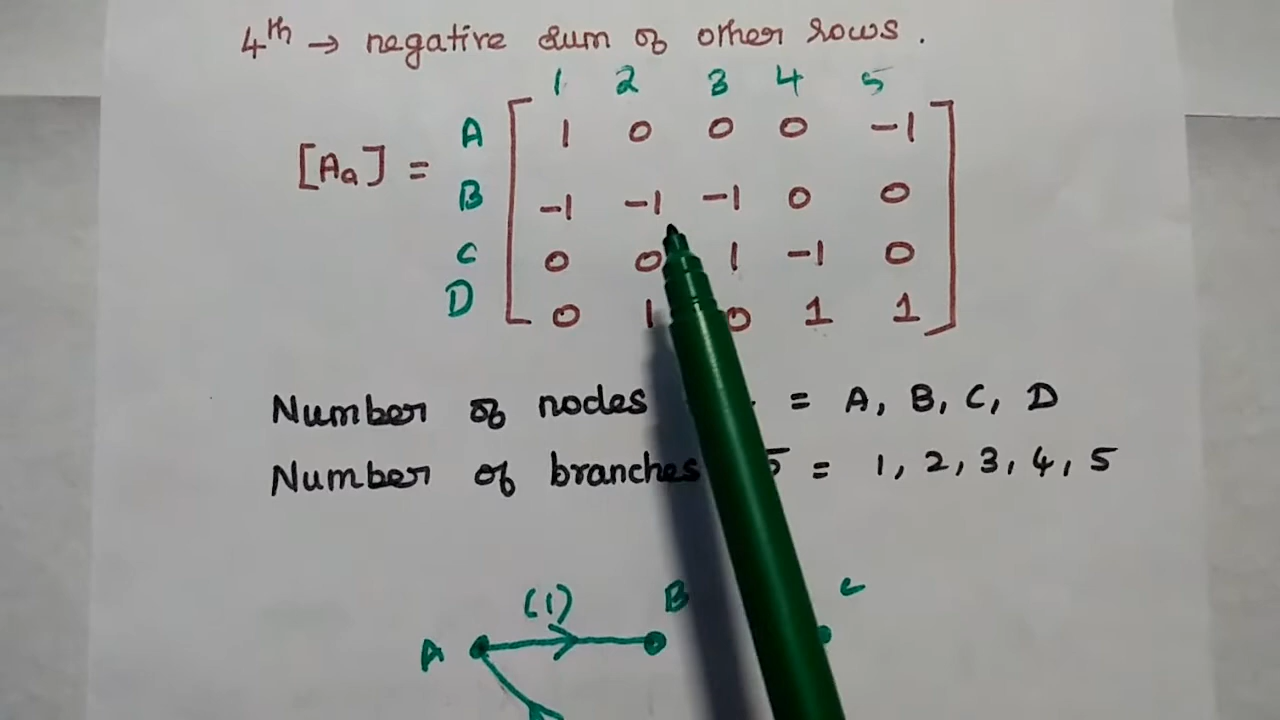 4th → negative sum of other rows.
1 2 3 4 5
A 1 0 0 0 -1
[Aa] = B -1 -1 -1 0 0
C 0 0 1 -1 0
D 0 1 0 1 1
Number of nodes = A, B, C, D
Number of branches 5 = 1, 2, 3, 4, 5
(1) B C
A